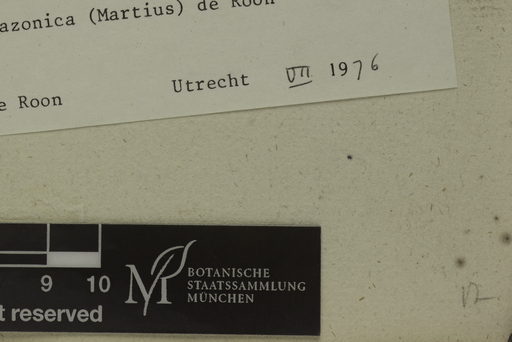 azonica (Martius) de Roon
Utrecht VII 1976
e Roon
9 10
t reserved
M
BOTANISCHE
STAATSSAMMLUNG
MÜNCHEN